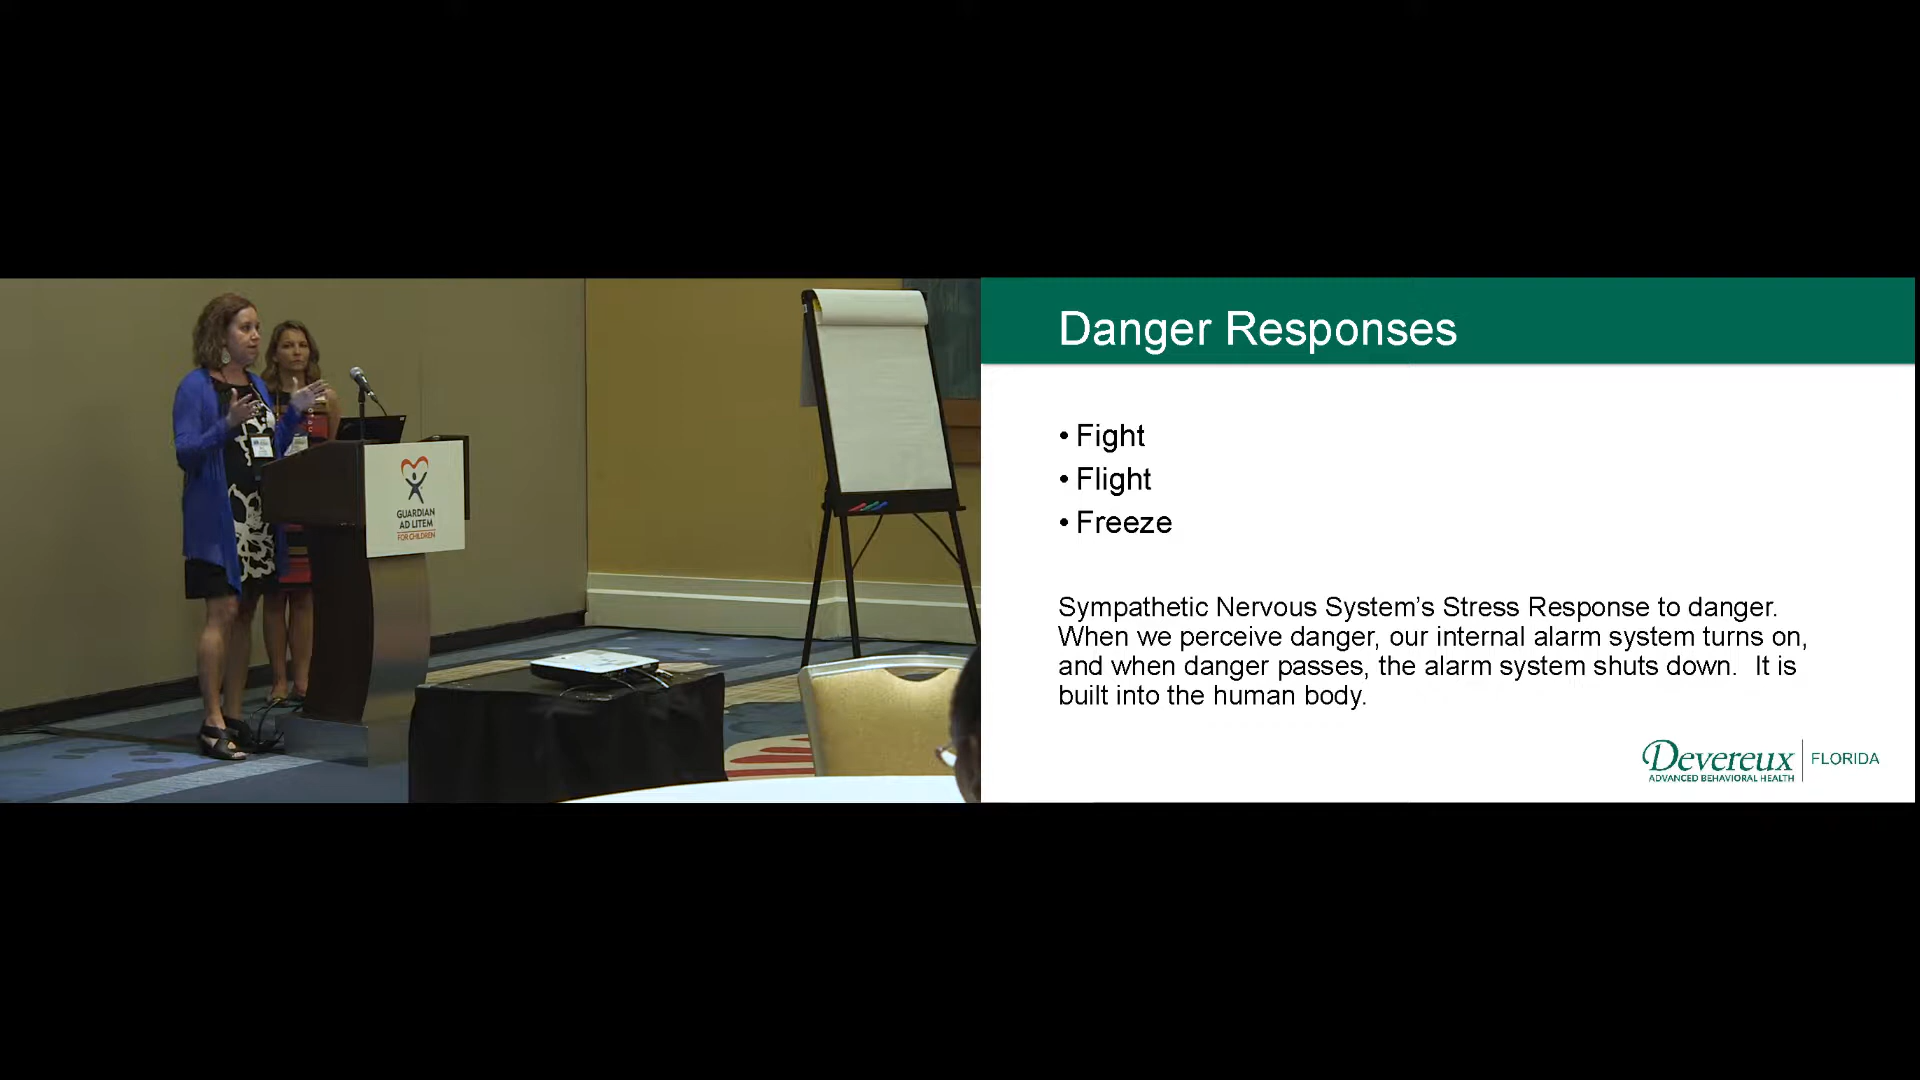 GUARDIAN
AD LITEM
FOR CHILDREN
Danger Responses
• Fight
• Flight
• Freeze
Sympathetic Nervous System’s Stress Response to danger.
When we perceive danger, our internal alarm system turns on,
and when danger passes, the alarm system shuts down.  It is
built into the human body.
Devereux
ADVANCED BEHAVIORAL HEALTH
FLORIDA